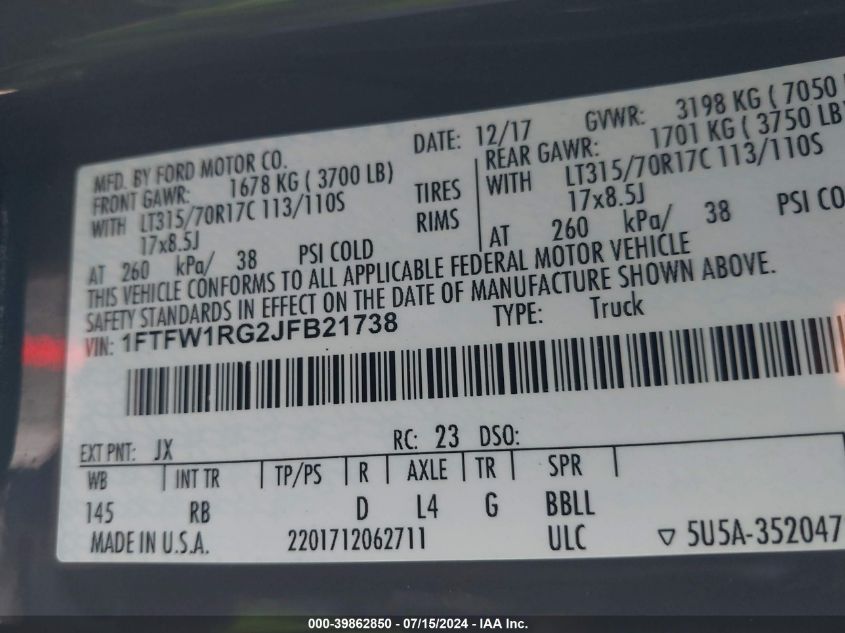 MFD. BY FORD MOTOR CO. DATE: 12/17 GVWR: 3198 KG ( 7050
FRONT GAWR: 1678 KG ( 3700 LB) REAR GAWR: 1701 KG ( 3750 LB)
WITH LT315/70R17C 113/110S TIRES WITH LT315/70R17C 113/110S
17x8.5J RIMS 17x8.5J
AT 260 kPa/ 38 PSI COLD AT 260 kPa/ 38 PSI CO
THIS VEHICLE CONFORMS TO ALL APPLICABLE FEDERAL MOTOR VEHICLE
SAFETY STANDARDS IN EFFECT ON THE DATE OF MANUFACTURE SHOWN ABOVE.
VIN: 1FTFW1RG2JFB21738 TYPE: Truck
EXT PNT: JX RC: 23 DSO:
WB INT TR TP/PS R AXLE TR SPR
145 RB D L4 G BBLL
MADE IN U.S.A. 2201712062711 ULC ▽ 5U5A-352047
000-39862850 / 07/15/2024 - IAA Inc.